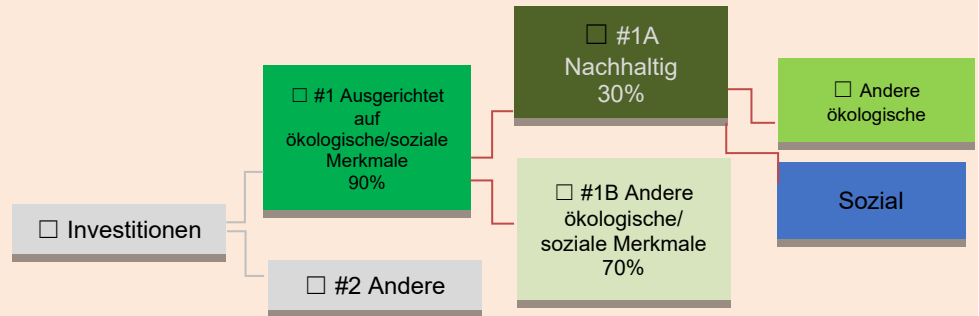 ☐ Investitionen
☐ #1 Ausgerichtet
auf
ökologische/soziale
Merkmale
90%
☐ #2 Andere
☐ #1A
Nachhaltig
30%
☐ #1B Andere
ökologische/
soziale Merkmale
70%
☐ Andere
ökologische
Sozial